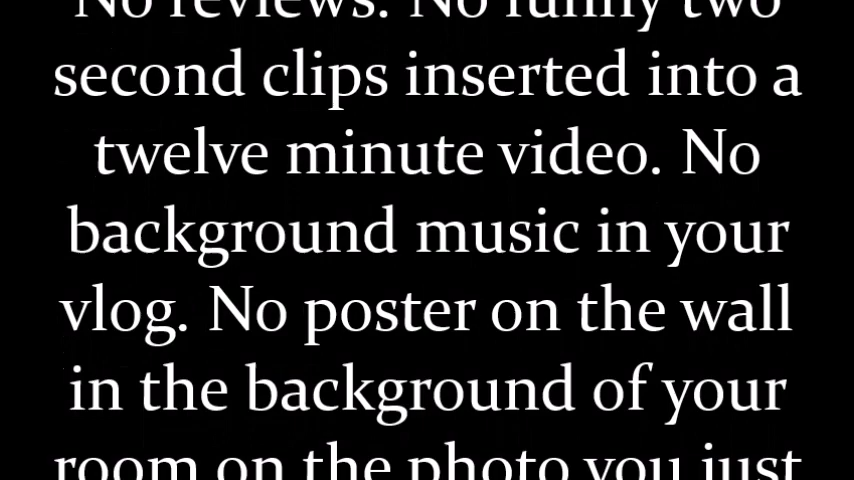 No reviews. No funny two
second clips inserted into a
twelve minute video. No
background music in your
vlog. No poster on the wall
in the background of your
room on the photo you just